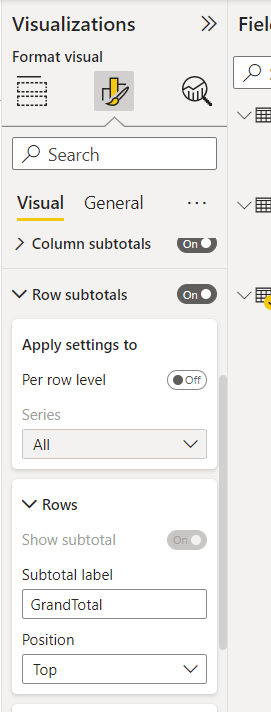 Visualizations
Fiel
Format visual
Search
Visual General ...
Column subtotals On
Row subtotals On
Apply settings to
Per row level Off
Series
All
Rows
Show subtotal On
Subtotal label
GrandTotal
Position
Top